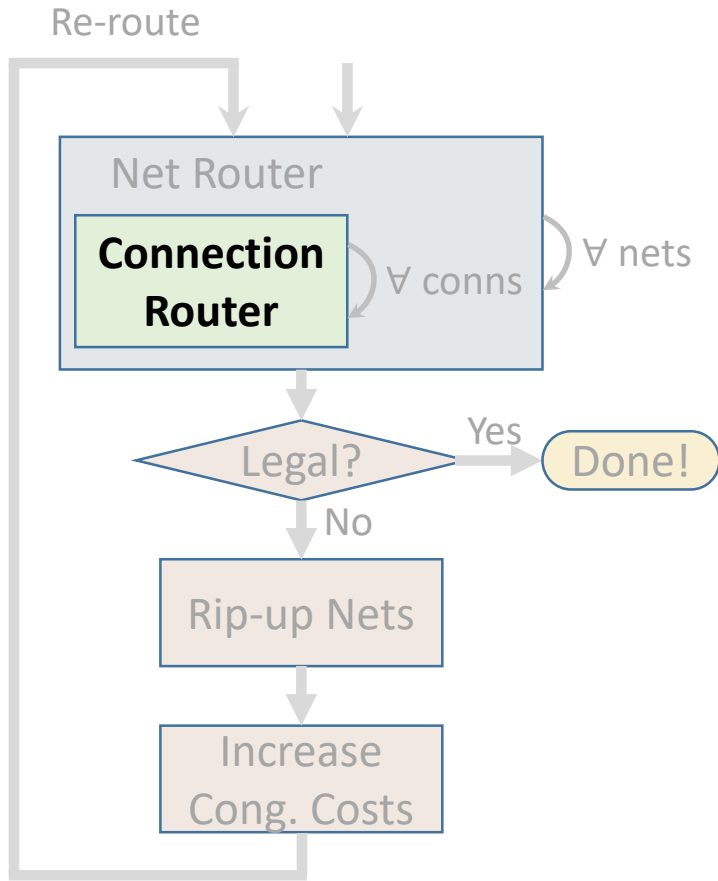 Re-route
Net Router
Connection
Router
∀ conns
∀ nets
Legal?
Yes
Done!
No
Rip-up Nets
Increase
Cong. Costs